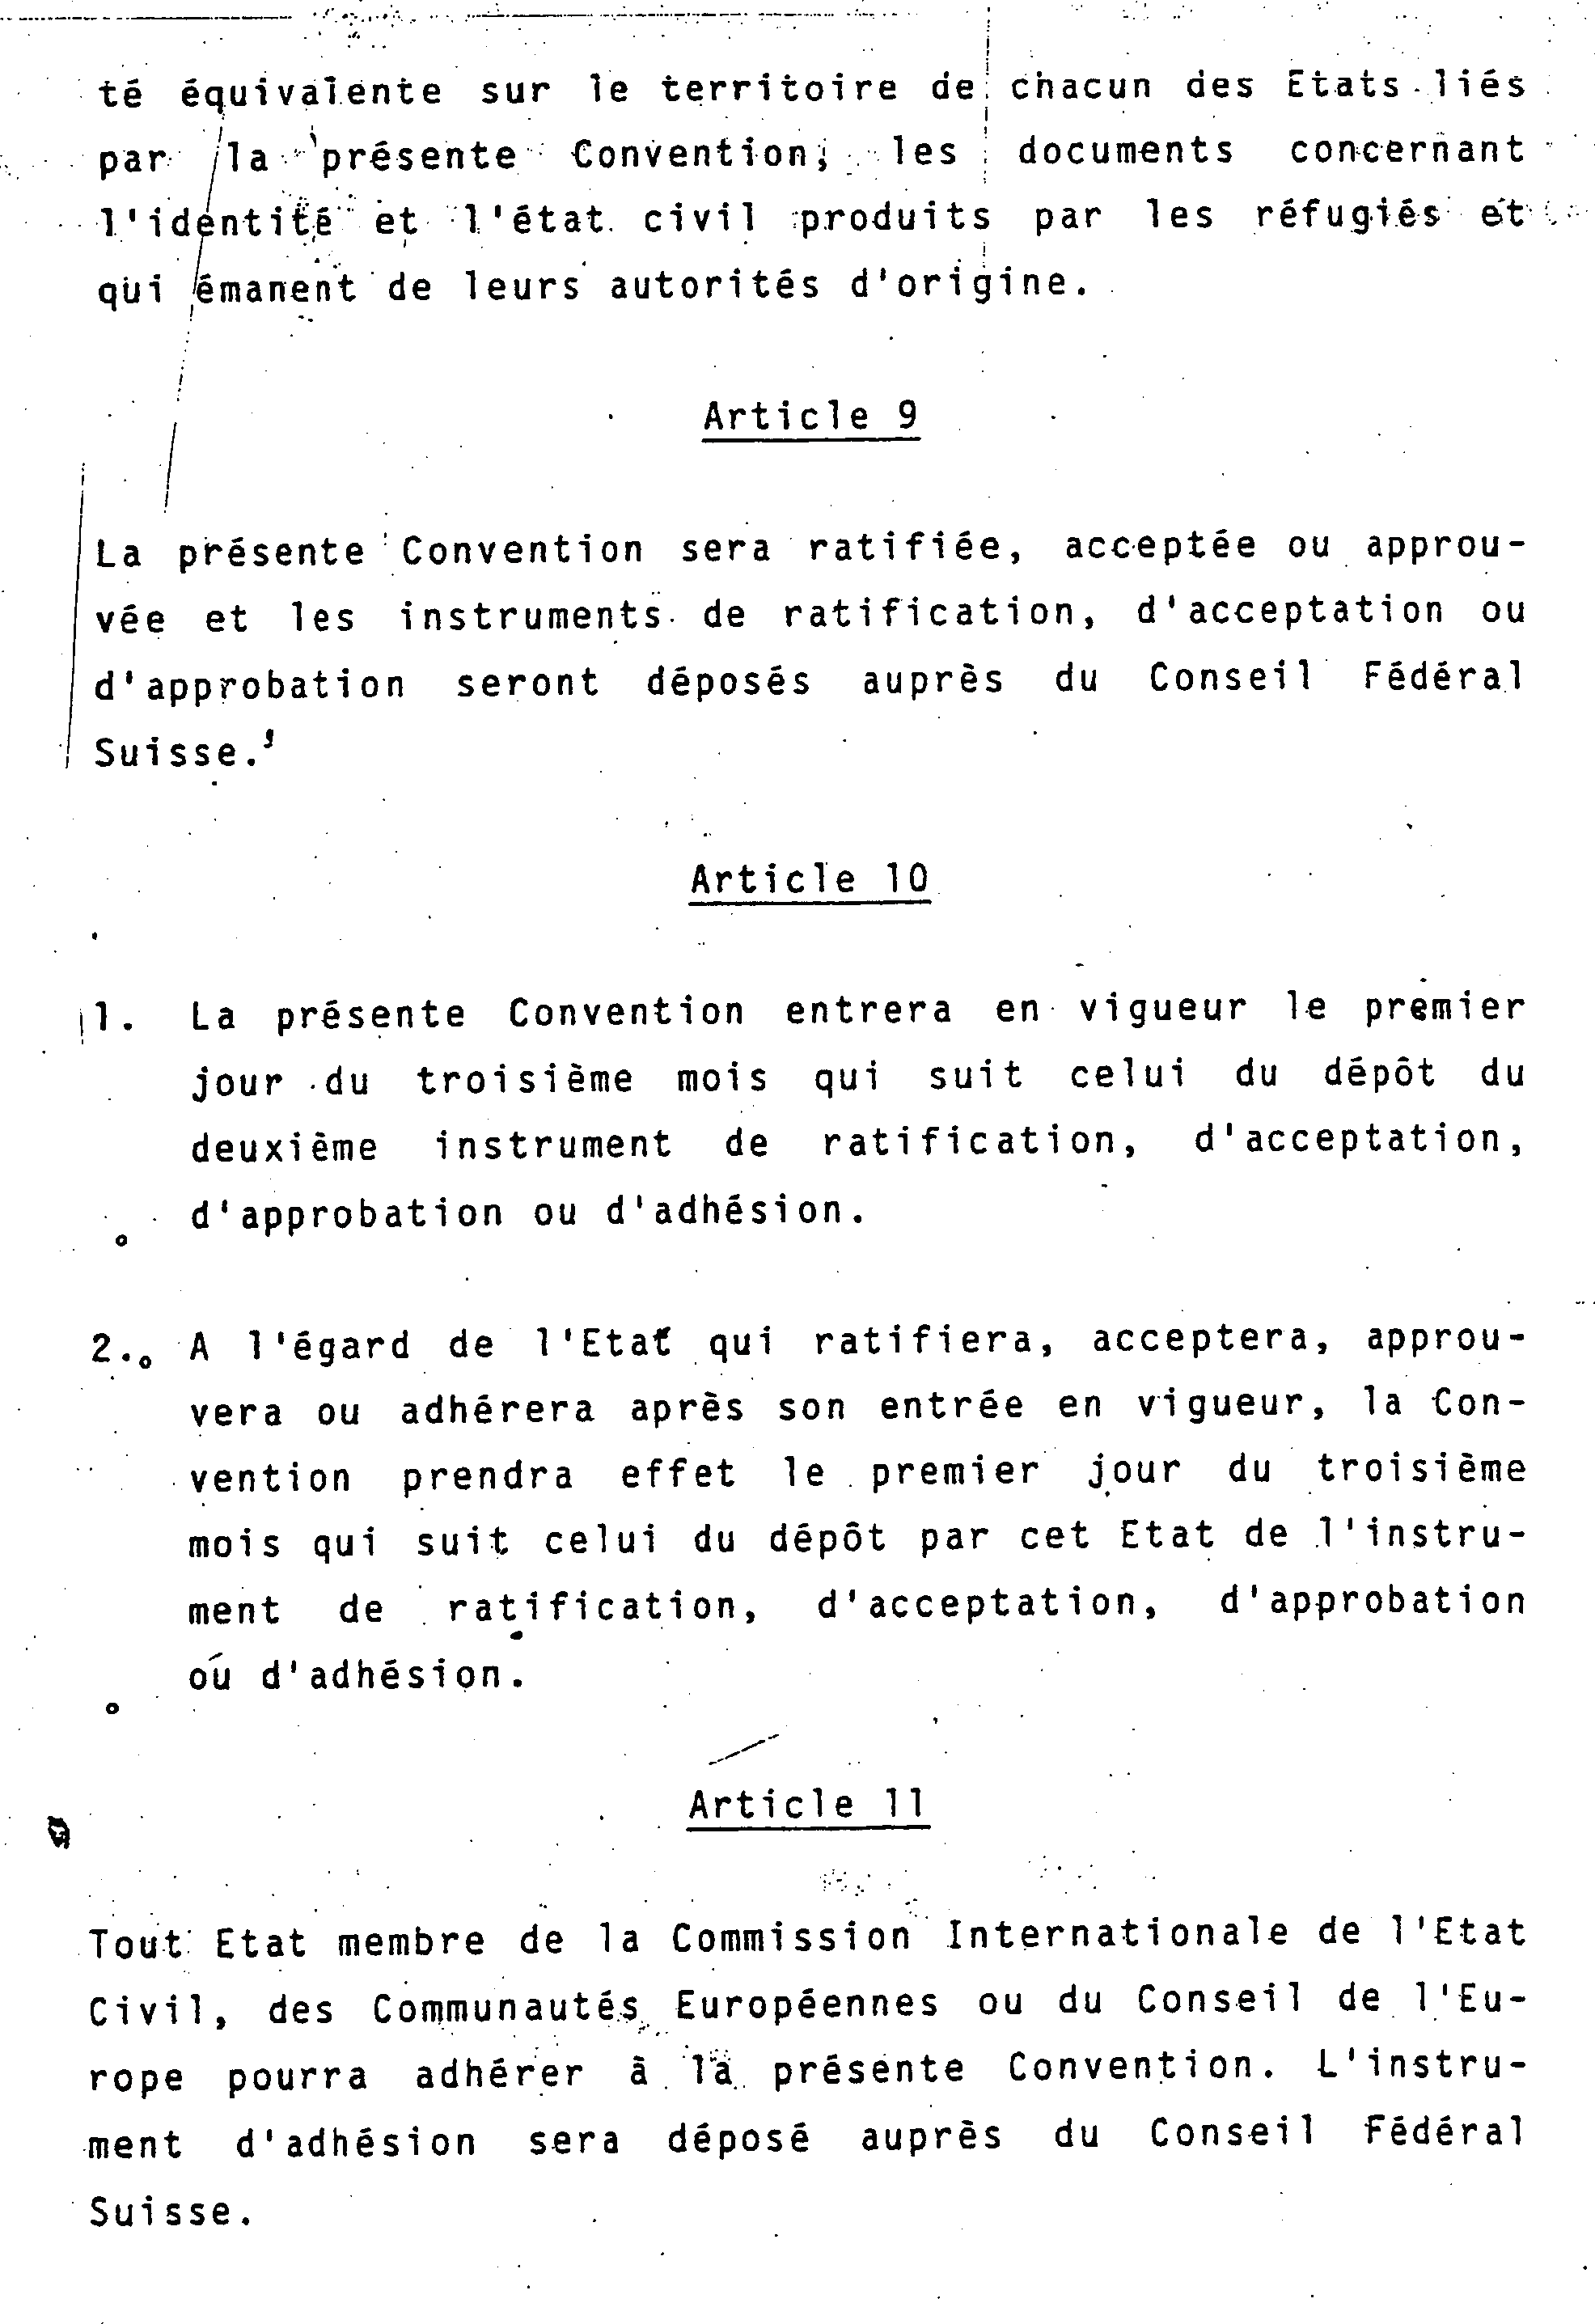 té équivalente sur le territoire de chacun des Etats liés
par la présente Convention, les documents concernant
l'identité et l'état civil produits par les réfugiés et
qui émanent de leurs autorités d'origine.
Article 9
La présente Convention sera ratifiée, acceptée ou approu-
vée et les instruments de ratification, d'acceptation ou
d'approbation seront déposés auprès du Conseil Fédéral
Suisse.
Article 10
1. La présente Convention entrera en vigueur le premier
jour du troisième mois qui suit celui du dépôt du
deuxième instrument de ratification, d'acceptation,
d'approbation ou d'adhésion.
2. A l'égard de l'Etat qui ratifiera, acceptera, approu-
vera ou adhérera après son entrée en vigueur, la Con-
vention prendra effet le premier jour du troisième
mois qui suit celui du dépôt par cet Etat de l'instru-
ment de ratification, d'acceptation, d'approbation
ou d'adhésion.
Article 11
Tout Etat membre de la Commission Internationale de l'Etat
Civil, des Communautés Européennes ou du Conseil de l'Eu-
rope pourra adhérer à la présente Convention. L'instru-
ment d'adhésion sera déposé auprès du Conseil Fédéral
Suisse.